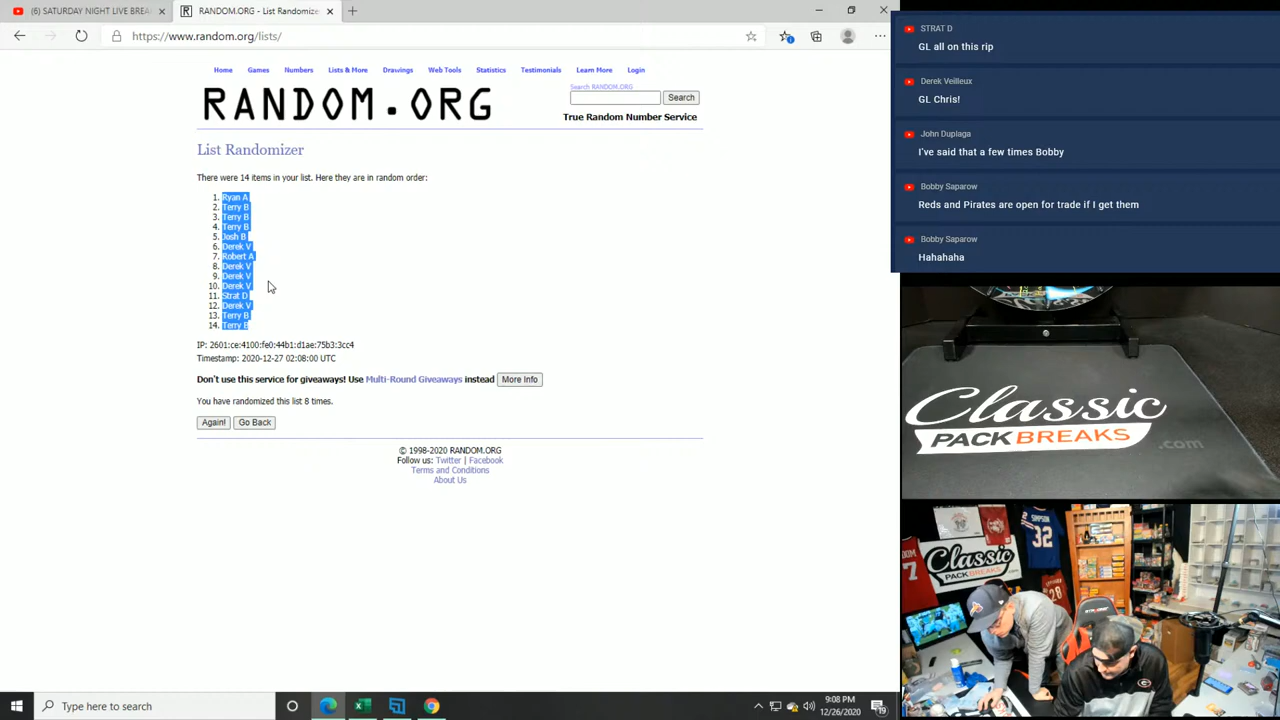 (6) SATURDAY NIGHT LIVE BREA
RANDOM.ORG - List Randomize
https://www.random.org/lists/
Home Games Numbers Lists & More Drawings Web Tools Statistics Testimonials Learn More Login
RANDOM.ORG
Search RANDOM.ORG
Search
True Random Number Service
List Randomizer
There were 14 items in your list. Here they are in random order:
1. Ryan A
2. Terry B
3. Terry B
4. Terry B
5. Josh B
6. Derek V
7. Robert A
8. Derek V
9. Derek V
10. Derek V
11. Strat D
12. Derek V
13. Terry B
14. Terry B
IP: 2601:ce:4100:fe0:44b1:d1ae:75b3:3cc4
Timestamp: 2020-12-27 02:08:00 UTC
Don't use this service for giveaways! Use Multi-Round Giveaways instead More Info
You have randomized this list 8 times.
Again! Go Back
© 1998-2020 RANDOM.ORG
Follow us: Twitter | Facebook
Terms and Conditions
About Us
Type here to search
9:08 PM
12/26/2020
19
STRAT D
GL all on this rip
Derek Veilleux
GL Chris!
John Duplaga
I've said that a few times Bobby
Bobby Saparow
Reds and Pirates are open for trade if I get them
Bobby Saparow
Hahahaha
Classic
PACKBREAKS.com
SIMPSON
32
7
Classic
PACKBREAKS
28